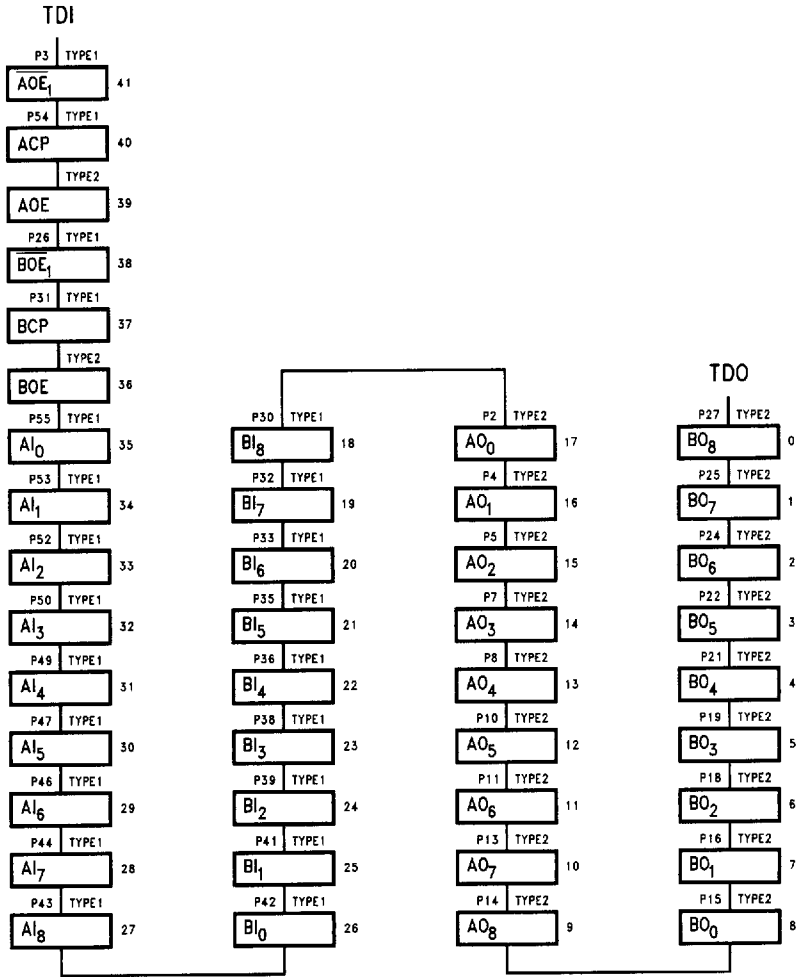 TDI
P3 TYPE1
A̅O̅E̅₁ 41
P54 TYPE1
ACP 40
TYPE2
AOE 39
P26 TYPE1
B̅O̅E̅₁ 38
P31 TYPE1
BCP 37
TYPE2
BOE 36
P55 TYPE1
AI₀ 35
P53 TYPE1
AI₁ 34
P52 TYPE1
AI₂ 33
P50 TYPE1
AI₃ 32
P49 TYPE1
AI₄ 31
P47 TYPE1
AI₅ 30
P46 TYPE1
AI₆ 29
P44 TYPE1
AI₇ 28
P43 TYPE1
AI₈ 27
P30 TYPE1
BI₈ 18
P32 TYPE1
BI₇ 19
P33 TYPE1
BI₆ 20
P35 TYPE1
BI₅ 21
P36 TYPE1
BI₄ 22
P38 TYPE1
BI₃ 23
P39 TYPE1
BI₂ 24
P41 TYPE1
BI₁ 25
P42 TYPE1
BI₀ 26
P2 TYPE2
AO₀ 17
P4 TYPE2
AO₁ 16
P5 TYPE2
AO₂ 15
P7 TYPE2
AO₃ 14
P8 TYPE2
AO₄ 13
P10 TYPE2
AO₅ 12
P11 TYPE2
AO₆ 11
P13 TYPE2
AO₇ 10
P14 TYPE2
AO₈ 9
TDO
P27 TYPE2
BO₈ 0
P25 TYPE2
BO₇ 1
P24 TYPE2
BO₆ 2
P22 TYPE2
BO₅ 3
P21 TYPE2
BO₄ 4
P19 TYPE2
BO₃ 5
P18 TYPE2
BO₂ 6
P16 TYPE2
BO₁ 7
P15 TYPE2
BO₀ 8